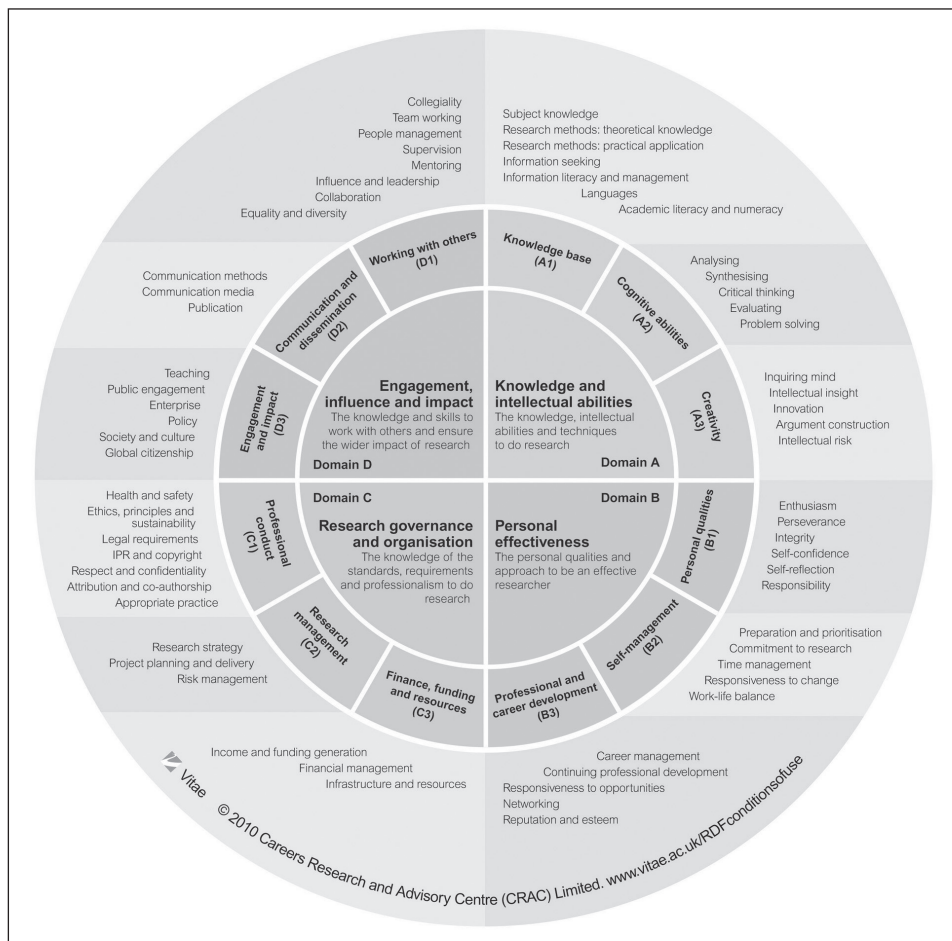 Collegiality
Team working
People management
Supervision
Mentoring
Influence and leadership
Collaboration
Equality and diversity
Subject knowledge
Research methods: theoretical knowledge
Research methods: practical application
Information seeking
Information literacy and management
Languages
Academic literacy and numeracy
Working with others
(D1)
Knowledge base
(A1)
Communication methods
Communication media
Publication
Communication and
dissemination
(D2)
Cognitive abilities
(A2)
Analysing
Synthesising
Critical thinking
Evaluating
Problem solving
Teaching
Public engagement
Enterprise
Policy
Society and culture
Global citizenship
Engagement
and impact
(D3)
Engagement,
influence and impact
The knowledge and skills to
work with others and ensure
the wider impact of research
Domain D
Knowledge and
intellectual abilities
The knowledge, intellectual
abilities and techniques
to do research
Domain A
Creativity
(A3)
Inquiring mind
Intellectual insight
Innovation
Argument construction
Intellectual risk
Health and safety
Ethics, principles and
sustainability
Legal requirements
IPR and copyright
Respect and confidentiality
Attribution and co-authorship
Appropriate practice
Professional
conduct
(C1)
Domain C
Research governance
and organisation
The knowledge of the
standards, requirements
and professionalism to do
research
Domain B
Personal
effectiveness
The personal qualities and
approach to be an effective
researcher
Personal qualities
(B1)
Enthusiasm
Perseverance
Integrity
Self-confidence
Self-reflection
Responsibility
Research strategy
Project planning and delivery
Risk management
Research
management
(C2)
Self-management
(B2)
Preparation and prioritisation
Commitment to research
Time management
Responsiveness to change
Work-life balance
Finance, funding
and resources
(C3)
Professional and
career development
(B3)
Income and funding generation
Financial management
Infrastructure and resources
Career management
Continuing professional development
Responsiveness to opportunities
Networking
Reputation and esteem
Vitae © 2010 Careers Research and Advisory Centre (CRAC) Limited. www.vitae.ac.uk/RDFconditionsofuse